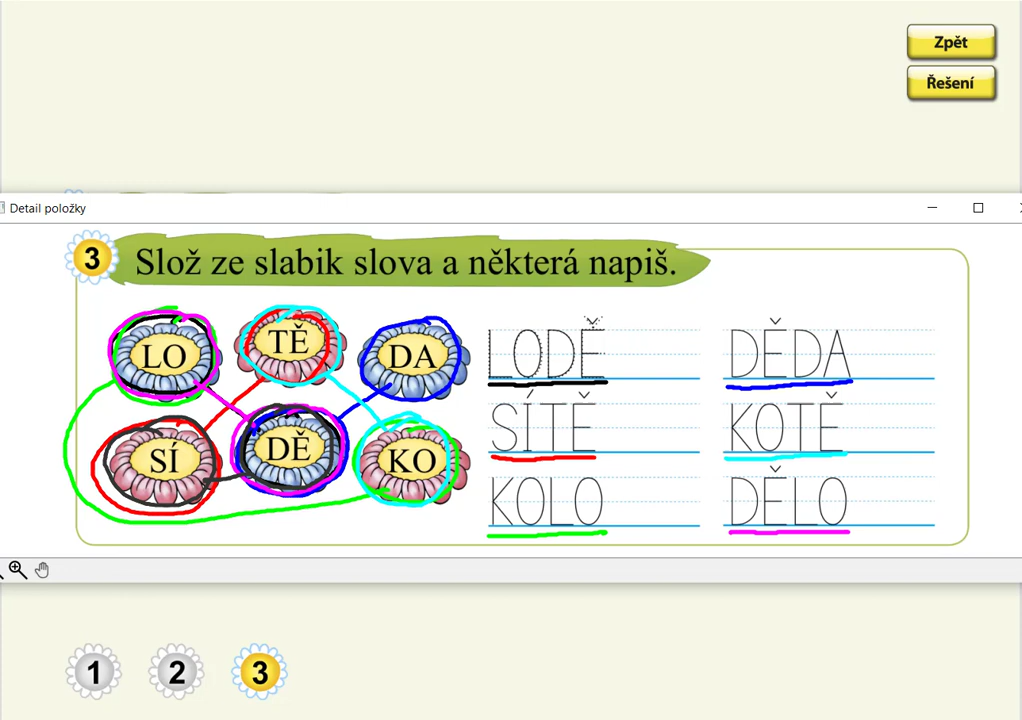 Zpět
Řešení
Detail položky
3 Slož ze slabik slova a některá napiš.
LO TĚ DA
SÍ DĚ KO
LODĚ DĚDA
SÍTĚ KOTĚ
KOLO DĚLO
1 2 3